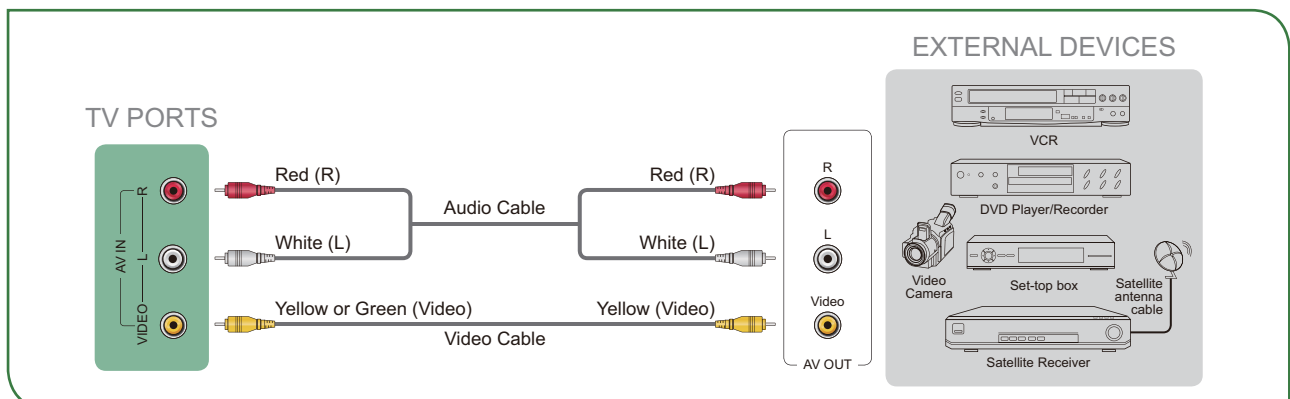 EXTERNAL DEVICES
TV PORTS
AV IN
R
L
VIDEO
Red (R)
White (L)
Yellow or Green (Video)
Audio Cable
Video Cable
Red (R)
White (L)
Yellow (Video)
R
L
Video
AV OUT
VCR
DVD Player/Recorder
Video
Camera
Set-top box
Satellite
antenna
cable
Satellite Receiver